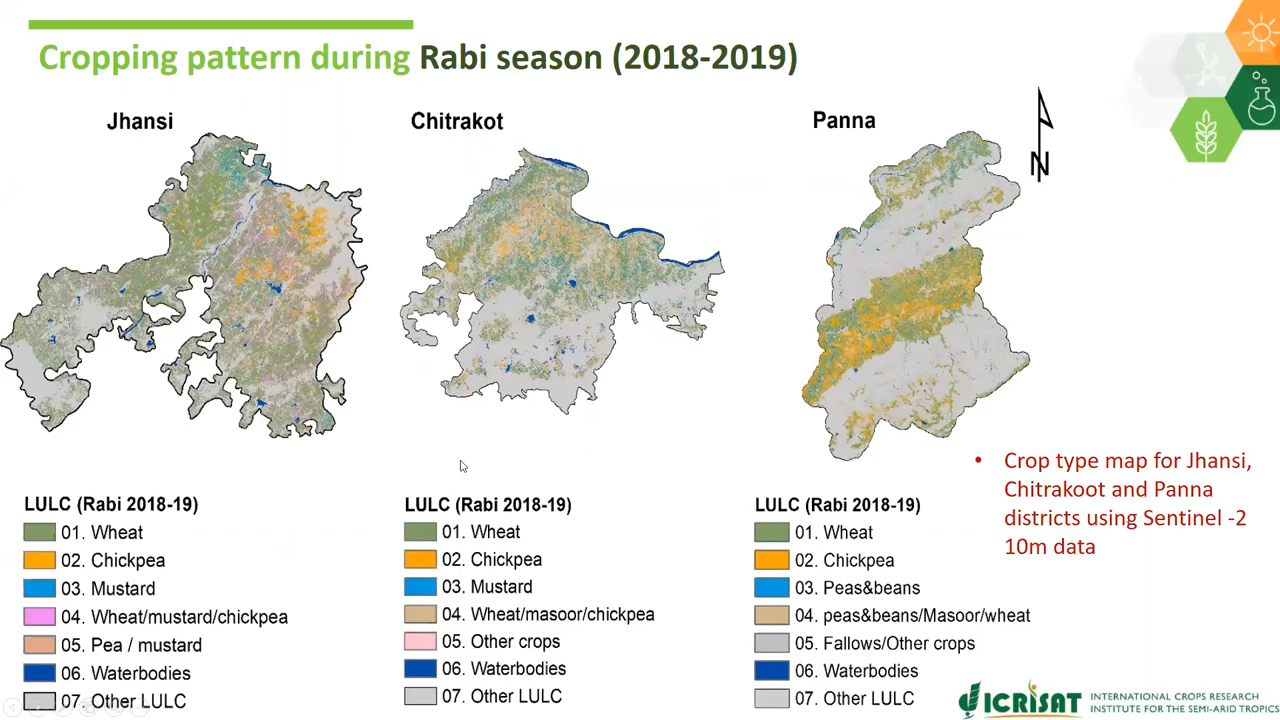 Cropping pattern during Rabi season (2018-2019)
Jhansi
Chitrakot
Panna
N
LULC (Rabi 2018-19)
01. Wheat
02. Chickpea
03. Mustard
04. Wheat/mustard/chickpea
05. Pea / mustard
06. Waterbodies
07. Other LULC
LULC (Rabi 2018-19)
01. Wheat
02. Chickpea
03. Mustard
04. Wheat/masoor/chickpea
05. Other crops
06. Waterbodies
07. Other LULC
LULC (Rabi 2018-19)
01. Wheat
02. Chickpea
03. Peas&beans
04. peas&beans/Masoor/wheat
05. Fallows/Other crops
06. Waterbodies
07. Other LULC
• Crop type map for Jhansi,
Chitrakoot and Panna
districts using Sentinel -2
10m data
ICRISAT
INTERNATIONAL CROPS RESEARCH
INSTITUTE FOR THE SEMI-ARID TROPICS